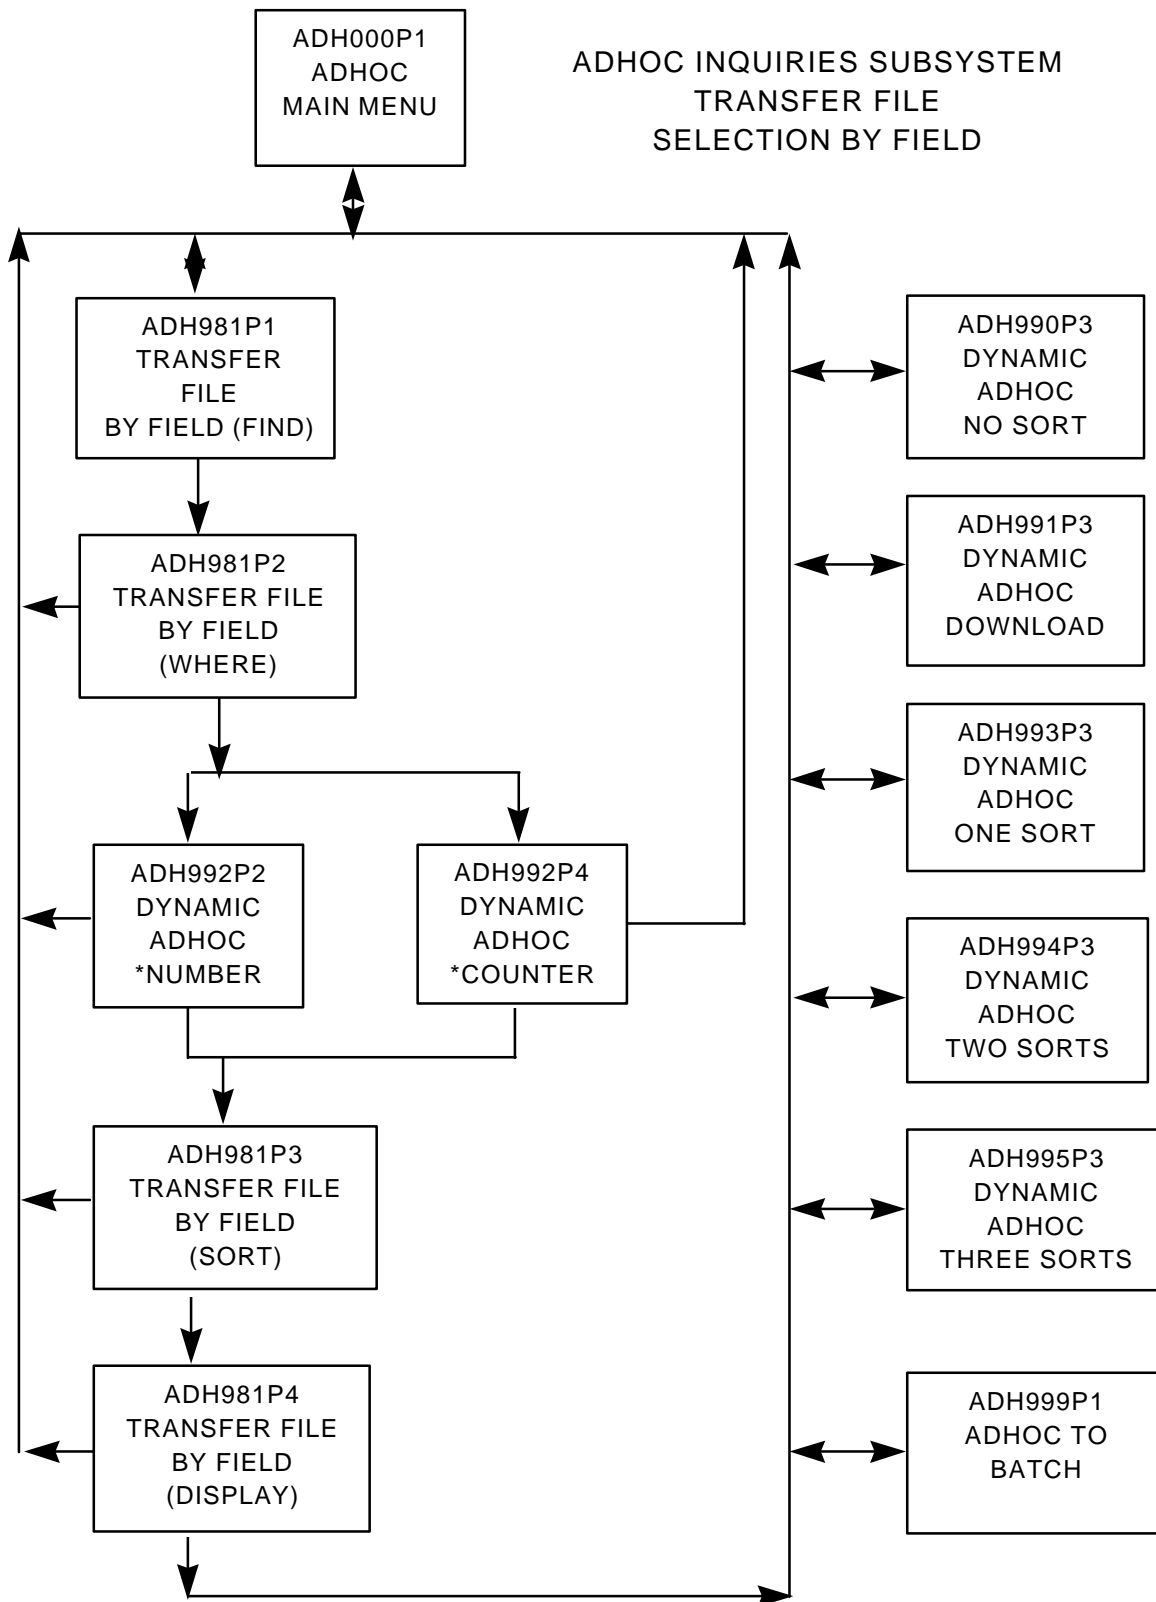 ADH000P1
ADHOC
MAIN MENU
ADHOC INQUIRIES SUBSYSTEM
TRANSFER FILE
SELECTION BY FIELD
ADH981P1
TRANSFER
FILE
BY FIELD (FIND)
ADH981P2
TRANSFER FILE
BY FIELD
(WHERE)
ADH992P2
DYNAMIC
ADHOC
*NUMBER
ADH992P4
DYNAMIC
ADHOC
*COUNTER
ADH981P3
TRANSFER FILE
BY FIELD
(SORT)
ADH981P4
TRANSFER FILE
BY FIELD
(DISPLAY)
ADH990P3
DYNAMIC
ADHOC
NO SORT
ADH991P3
DYNAMIC
ADHOC
DOWNLOAD
ADH993P3
DYNAMIC
ADHOC
ONE SORT
ADH994P3
DYNAMIC
ADHOC
TWO SORTS
ADH995P3
DYNAMIC
ADHOC
THREE SORTS
ADH999P1
ADHOC TO
BATCH